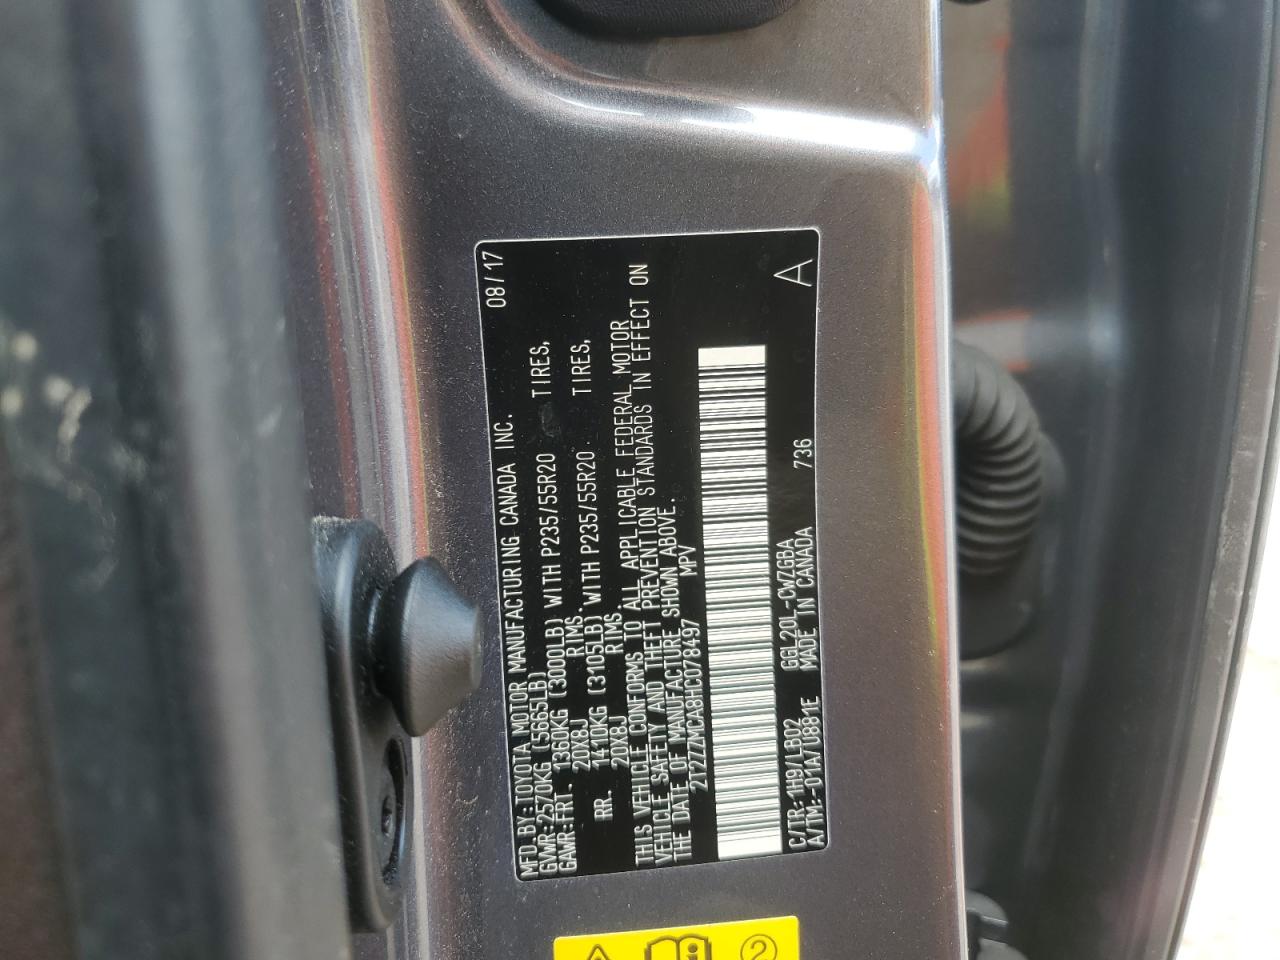 MFD.BY:TOYOTA MOTOR MANUFACTURING CANADA INC. 08/17
GVWR:2570KG (5665LB)
GAWR:FRT. 1360KG (3000LB) WITH P235/55R20 TIRES,
20X8J RIMS.
RR. 1410KG (3105LB) WITH P235/55R20 TIRES,
20X8J RIMS.
THIS VEHICLE CONFORMS TO ALL APPLICABLE FEDERAL MOTOR
VEHICLE SAFETY AND THEFT PREVENTION STANDARDS IN EFFECT ON
THE DATE OF MANUFACTURE SHOWN ABOVE.
2T2ZZMCA8HC078497 MPV
C/TR:1H9/LB02 GGL20L-CWZGBA 736 A
A/TM:-01A/U881E MADE IN CANADA
2